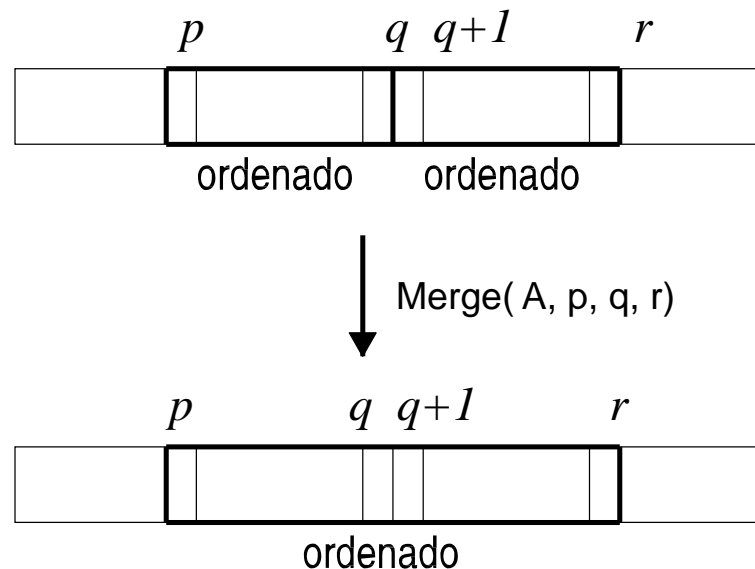 p q q+1 r
ordenado ordenado
Merge( A, p, q, r)
p q q+1 r
ordenado